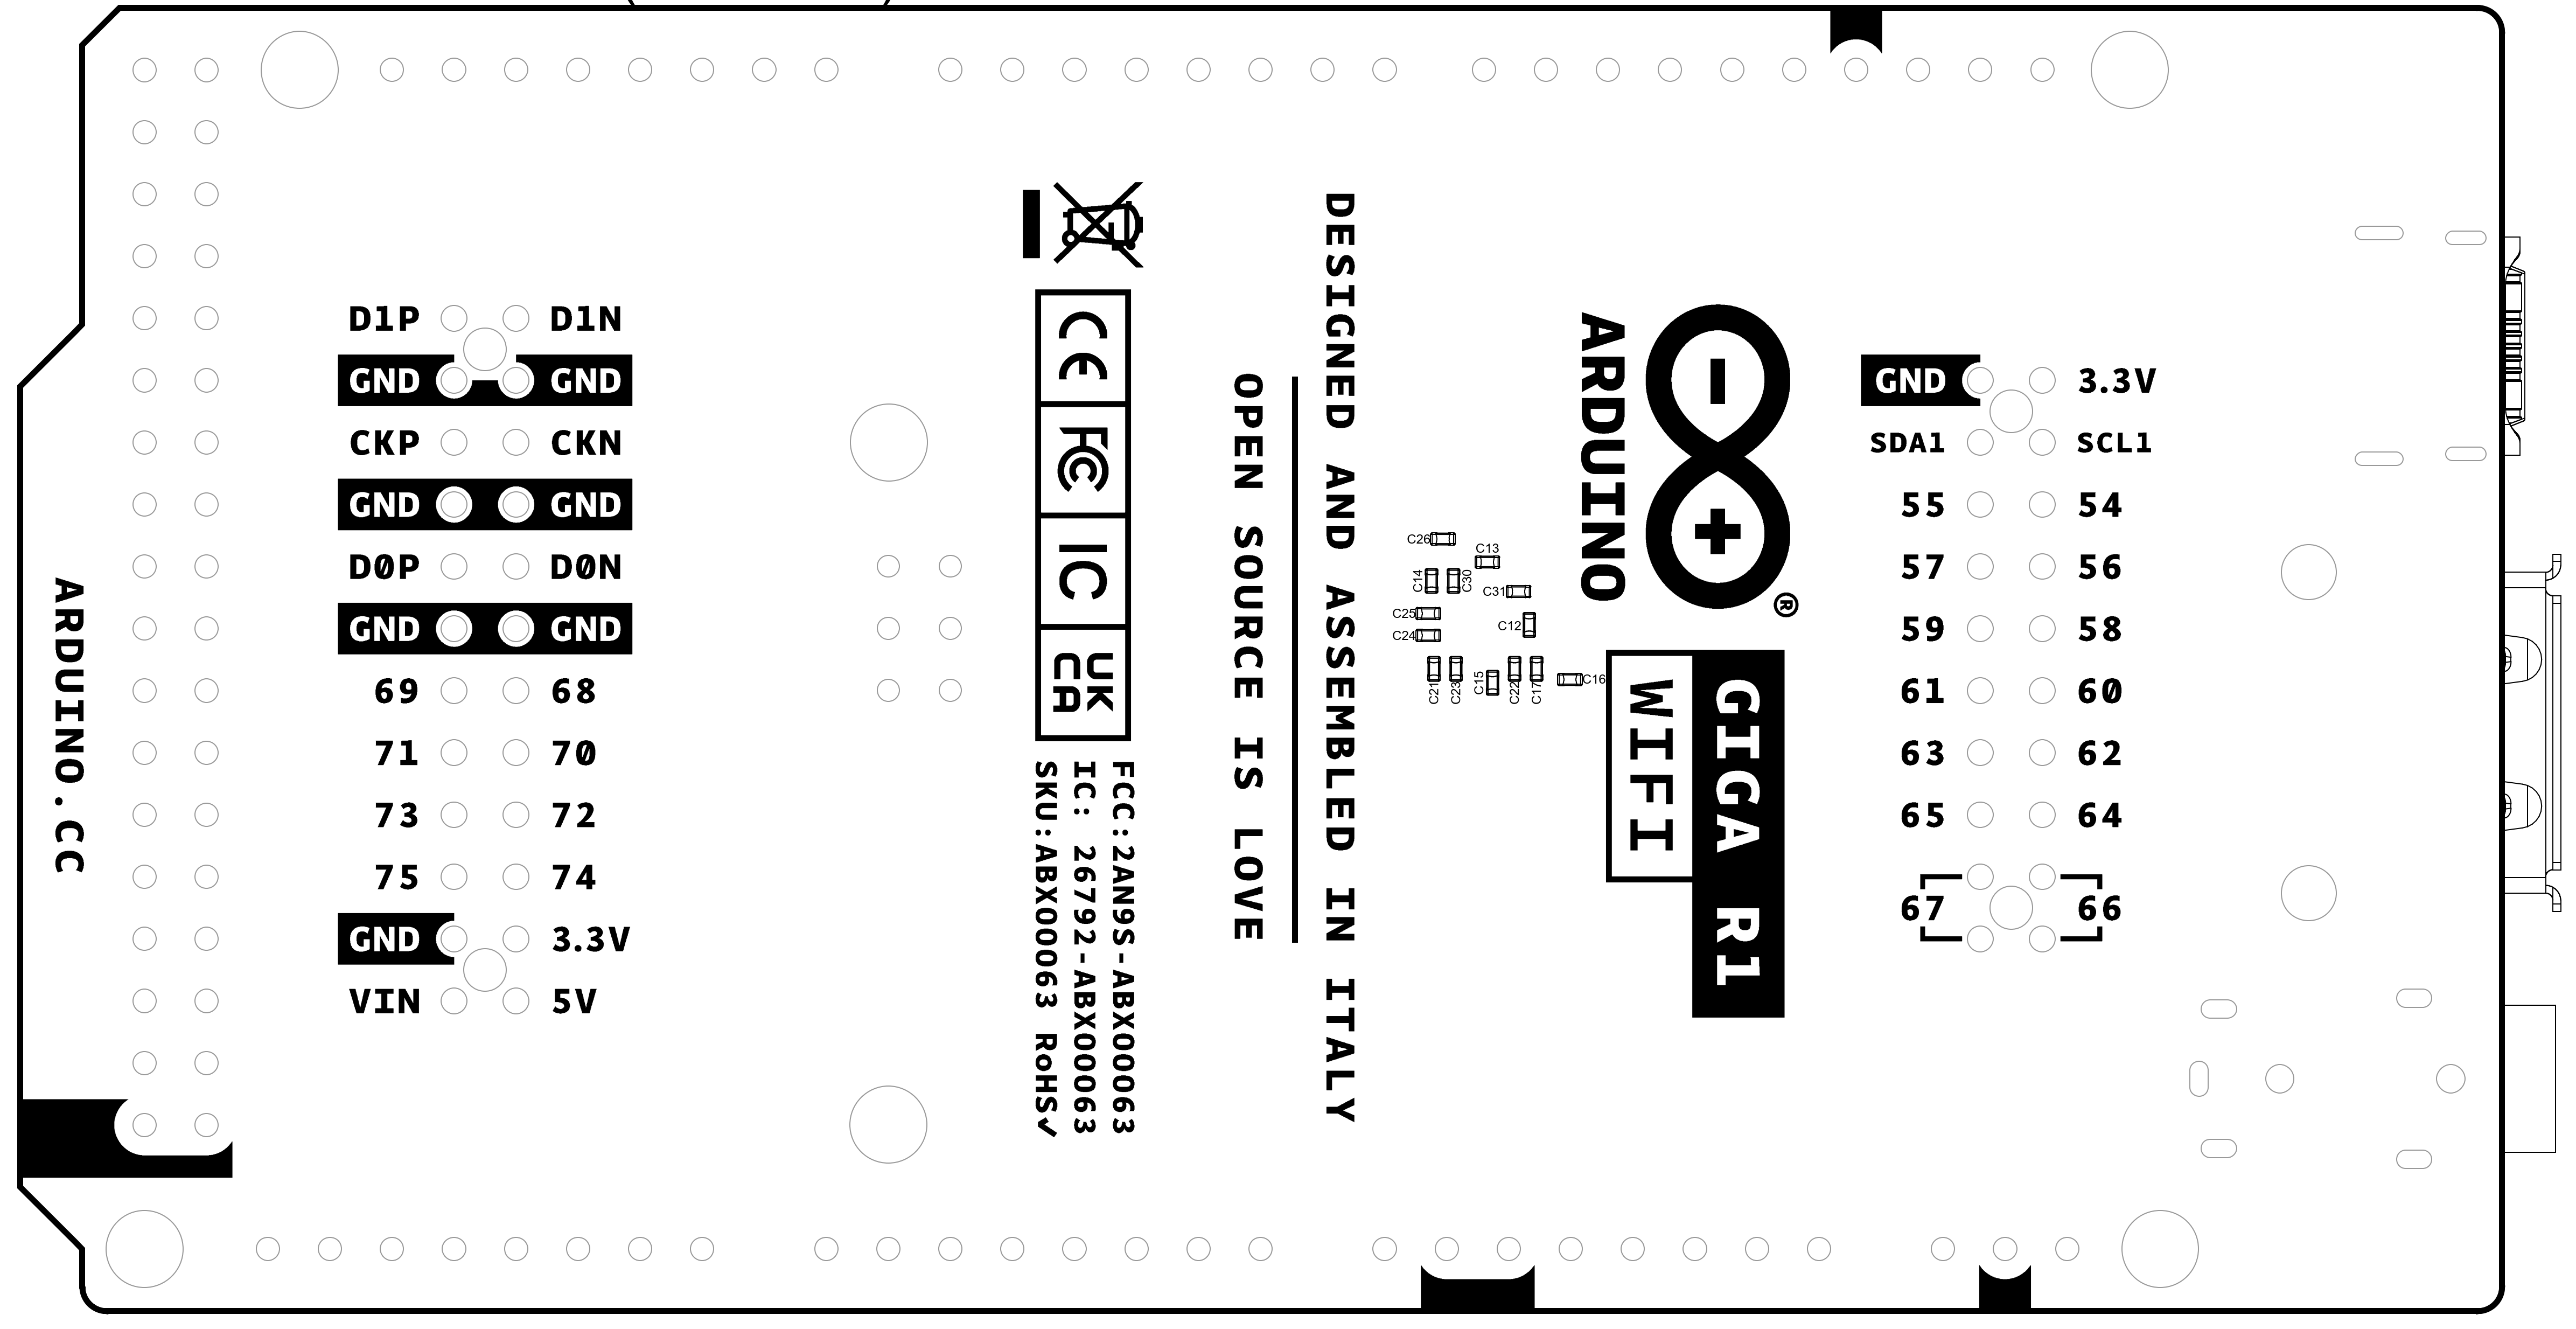 D1P D1N
GND GND
CKP CKN
GND GND
D0P D0N
GND GND
69 68
71 70
73 72
75 74
GND 3.3V
VIN 5V
ARDUINO.CC
CE
FC
IC
UK
CA
FCC:2AN9S-ABX00063
IC: 26792-ABX00063
SKU:ABX00063 RoHS✓
DESIGNED AND ASSEMBLED IN ITALY
OPEN SOURCE IS LOVE
C26
C13
C14
C30
C31
C25
C24
C12
C21
C23
C15
C22
C17
C16
ARDUINO
®
GIGA R1
WIFI
GND 3.3V
SDA1 SCL1
55 54
57 56
59 58
61 60
63 62
65 64
67 66